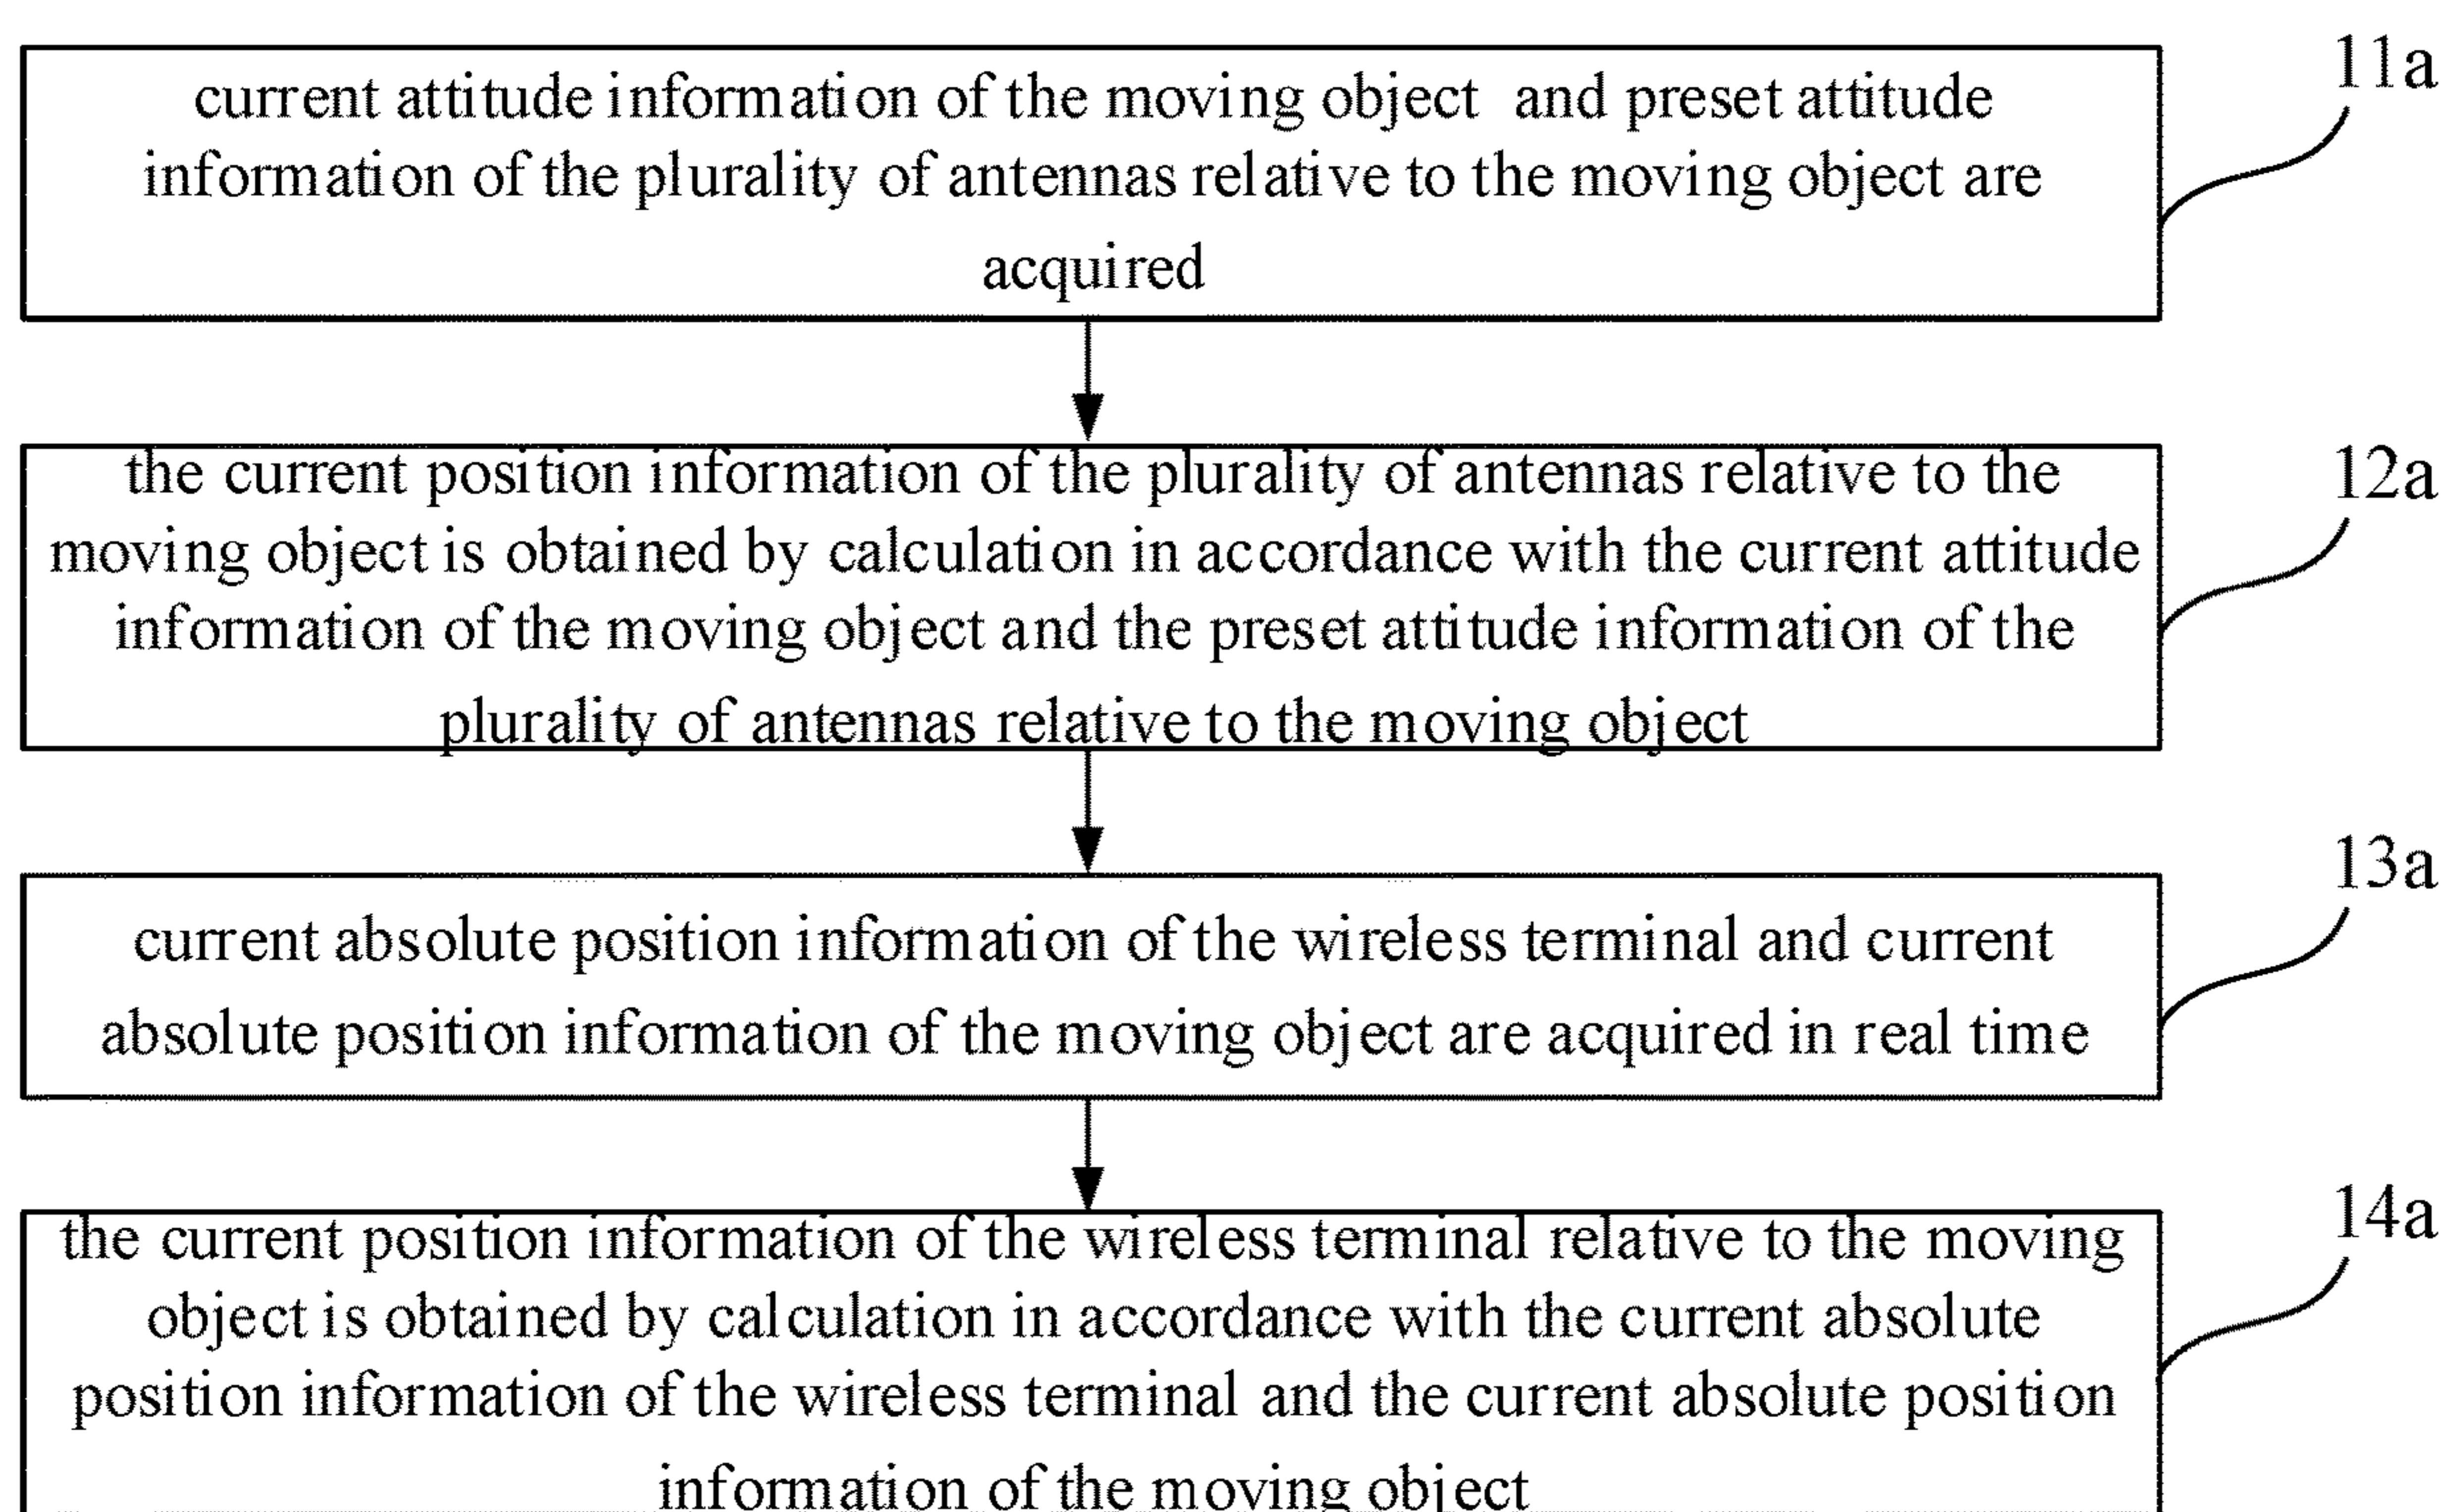 11a
current attitude information of the moving object and preset attitude
information of the plurality of antennas relative to the moving object are
acquired
12a
the current position information of the plurality of antennas relative to the
moving object is obtained by calculation in accordance with the current attitude
information of the moving object and the preset attitude information of the
plurality of antennas relative to the moving object
13a
current absolute position information of the wireless terminal and current
absolute position information of the moving object are acquired in real time
14a
the current position information of the wireless terminal relative to the moving
object is obtained by calculation in accordance with the current absolute
position information of the wireless terminal and the current absolute position
information of the moving object